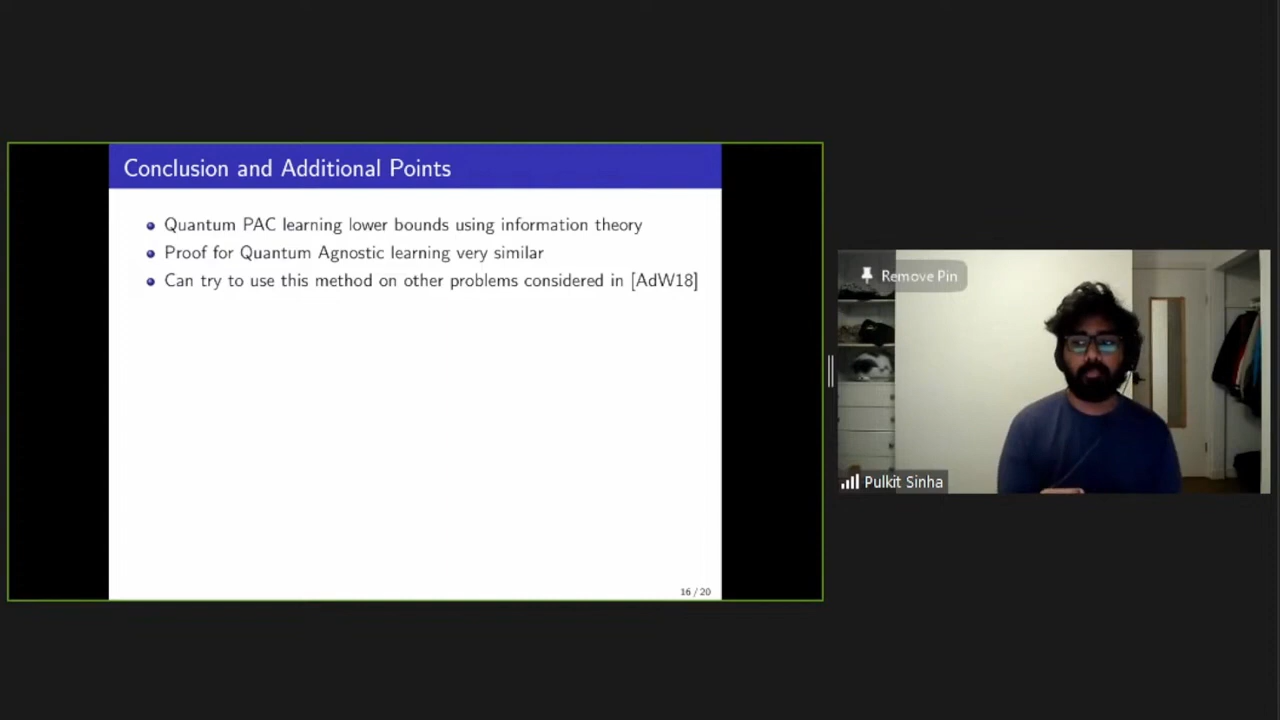 Conclusion and Additional Points
Quantum PAC learning lower bounds using information theory
Proof for Quantum Agnostic learning very similar
Can try to use this method on other problems considered in [AdW18]
16 / 20
Remove Pin
Pulkit Sinha